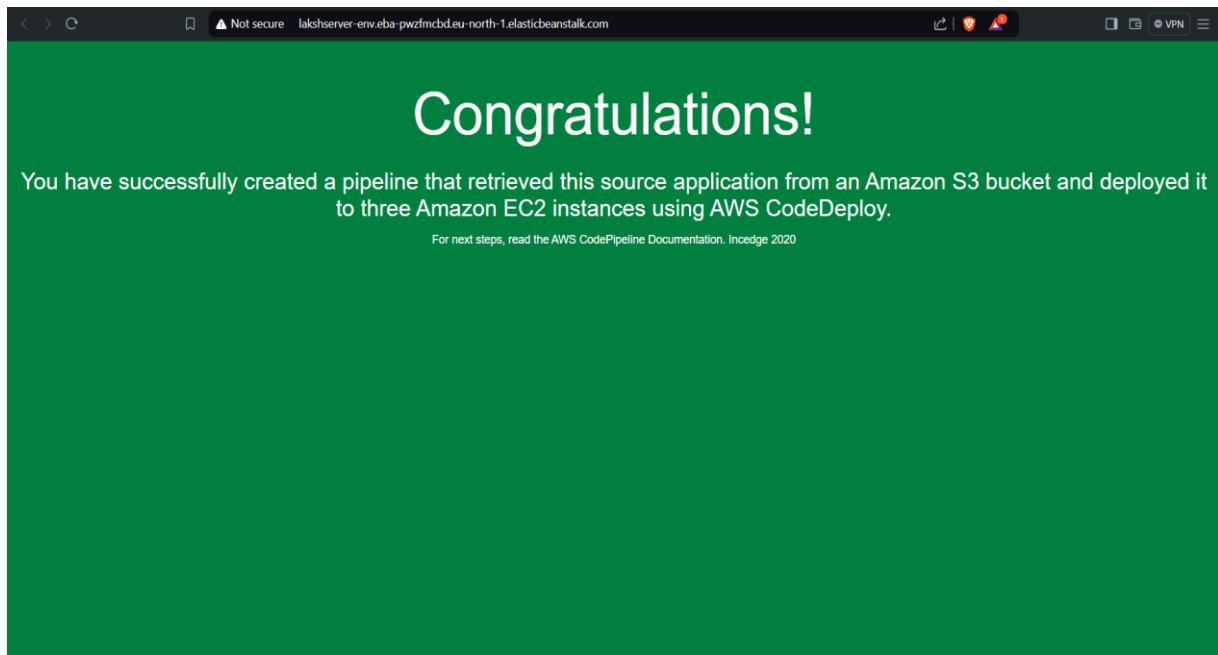 Not secure lakshserver-env.eba-pwzfmcbd.eu-north-1.elasticbeanstalk.com
VPN
Congratulations!
You have successfully created a pipeline that retrieved this source application from an Amazon S3 bucket and deployed it
to three Amazon EC2 instances using AWS CodeDeploy.
For next steps, read the AWS CodePipeline Documentation. Incedge 2020